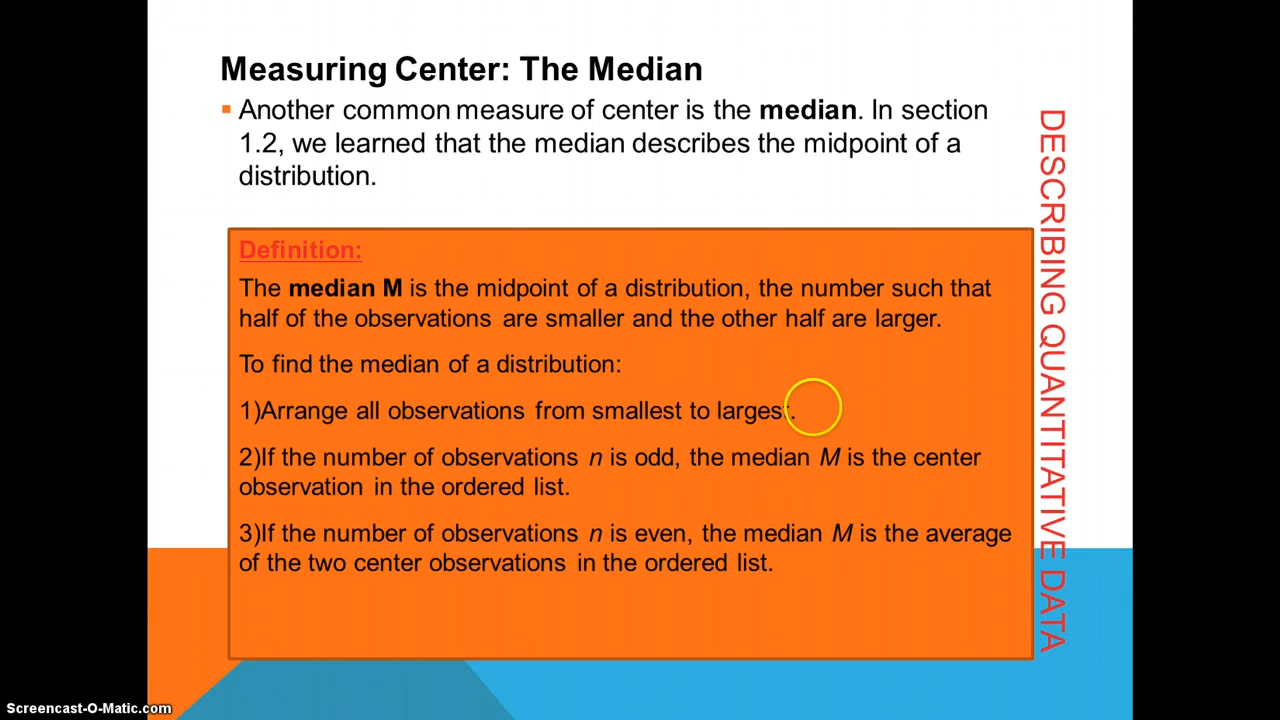 Measuring Center: The Median
▪ Another common measure of center is the median. In section
1.2, we learned that the median describes the midpoint of a
distribution.
Definition:
The median M is the midpoint of a distribution, the number such that
half of the observations are smaller and the other half are larger.
To find the median of a distribution:
1)Arrange all observations from smallest to largest.
2)If the number of observations n is odd, the median M is the center
observation in the ordered list.
3)If the number of observations n is even, the median M is the average
of the two center observations in the ordered list.
DESCRIBING QUANTITATIVE DATA
Screencast-O-Matic.com